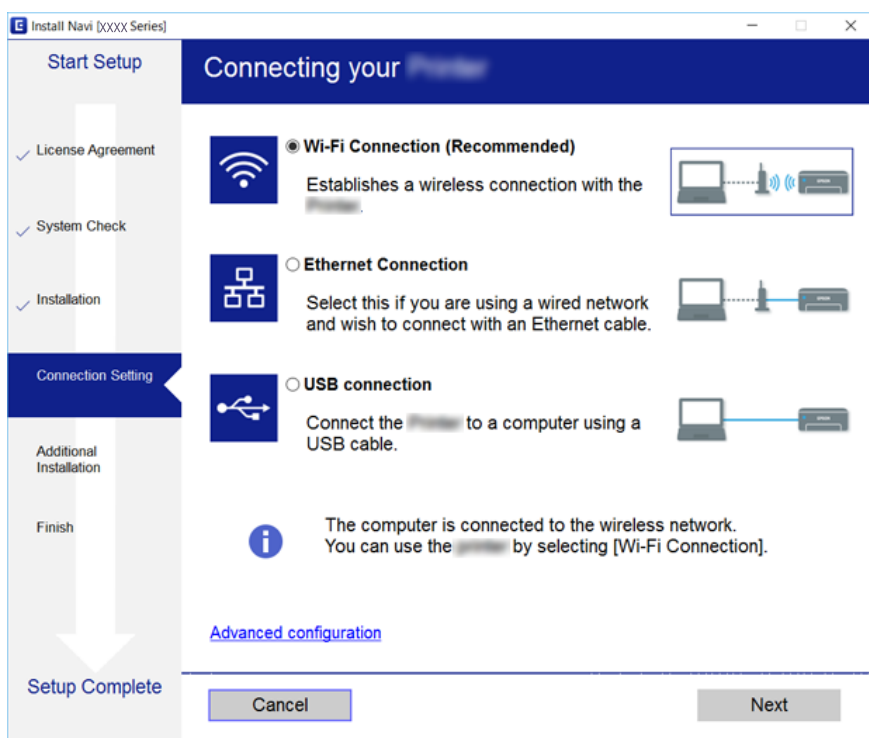 Install Navi [XXXX Series]
Start Setup
License Agreement
System Check
Installation
Connection Setting
Additional
Installation
Finish
Setup Complete
Connecting your
Wi-Fi Connection (Recommended)
Establishes a wireless connection with the
.
Ethernet Connection
Select this if you are using a wired network
and wish to connect with an Ethernet cable.
USB connection
Connect the to a computer using a
USB cable.
The computer is connected to the wireless network.
You can use the by selecting [Wi-Fi Connection].
Advanced configuration
Cancel
Next